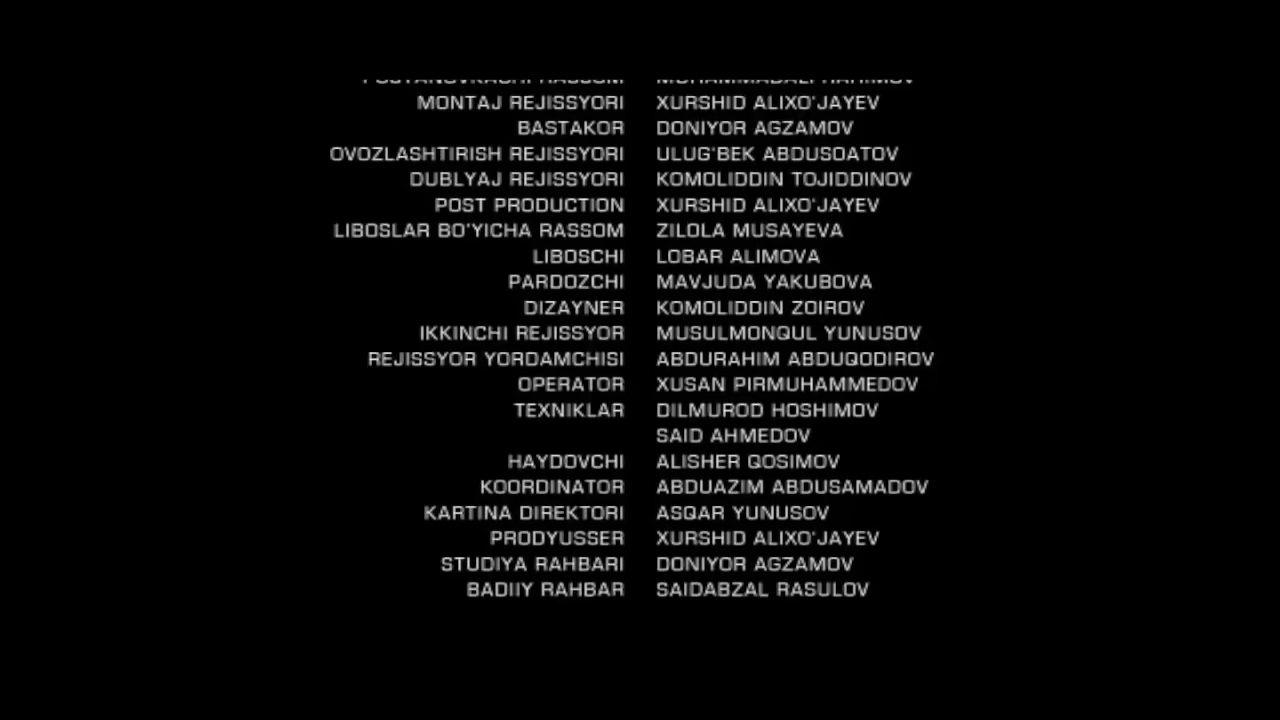 MONTAJ REJISSYORI XURSHID ALIXO'JAYEV
BASTAKOR DONIYOR AGZAMOV
OVOZLASHTIRISH REJISSYORI ULUG'BEK ABDUSOATOV
DUBLYAJ REJISSYORI KOMOLIDDIN TOJIDDINOV
POST PRODUCTION XURSHID ALIXO'JAYEV
LIBOSLAR BO'YICHA RASSOM ZILOLA MUSAYEVA
LIBOSCHI LOBAR ALIMOVA
PARDOZCHI MAVJUDA YAKUBOVA
DIZAYNER KOMOLIDDIN ZOIROV
IKKINCHI REJISSYOR MUSULMONQUL YUNUSOV
REJISSYOR YORDAMCHISI ABDURAHIM ABDUQODIROV
OPERATOR XUSAN PIRMUHAMMEDOV
TEXNIKLAR DILMUROD HOSHIMOV
SAID AHMEDOV
HAYDOVCHI ALISHER QOSIMOV
KOORDINATOR ABDUAZIM ABDUSAMADOV
KARTINA DIREKTORI ASQAR YUNUSOV
PRODYUSSER XURSHID ALIXO'JAYEV
STUDIYA RAHBARI DONIYOR AGZAMOV
BADIIY RAHBAR SAIDABZAL RASULOV